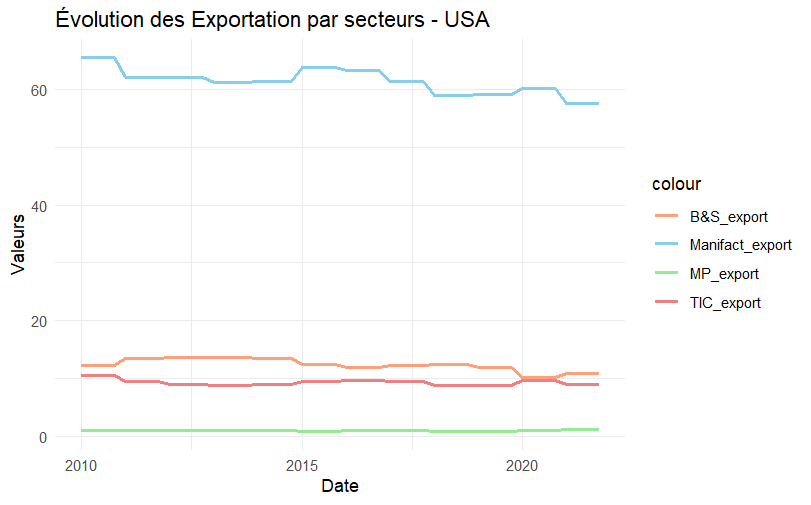 Évolution des Exportation par secteurs - USA
60
40
20
0
Valeurs
2010
2015
2020
Date
colour
B&S_export
Manifact_export
MP_export
TIC_export